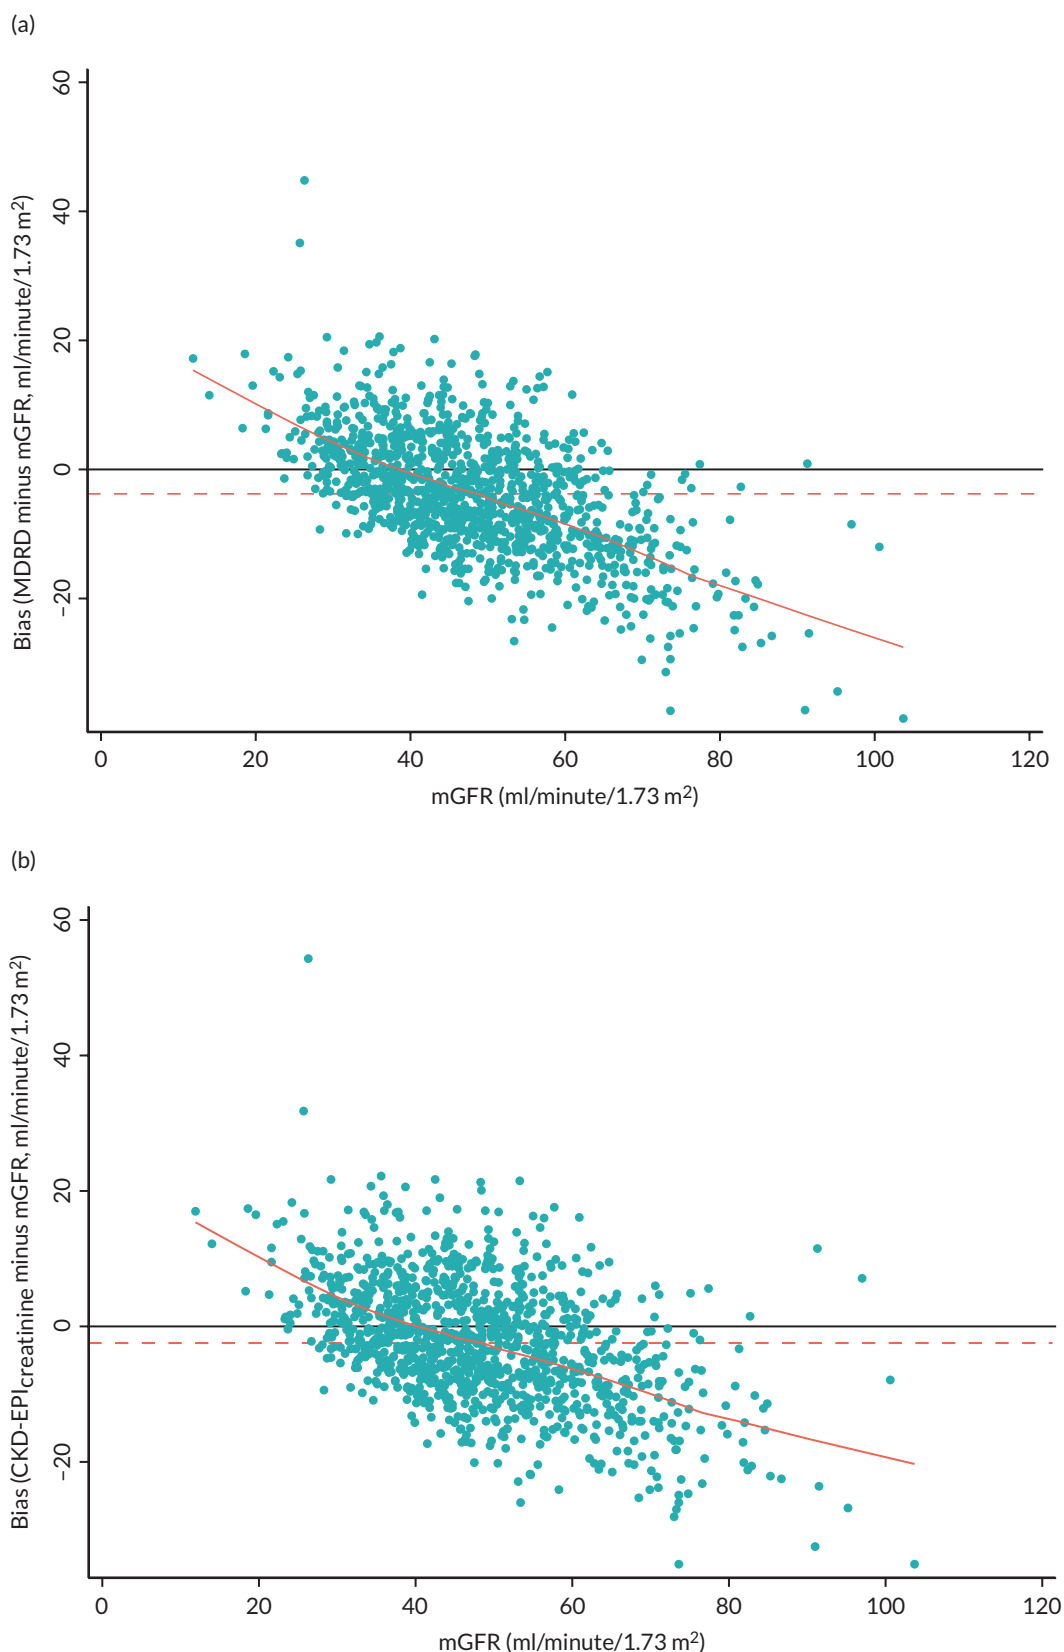 (a)
60
40
20
0
-20
Bias (MDRD minus mGFR, ml/minute/1.73 m²)
0 20 40 60 80 100 120
mGFR (ml/minute/1.73 m²)
(b)
60
40
20
0
-20
Bias (CKD-EPIcreatinine minus mGFR, ml/minute/1.73 m²)
0 20 40 60 80 100 120
mGFR (ml/minute/1.73 m²)